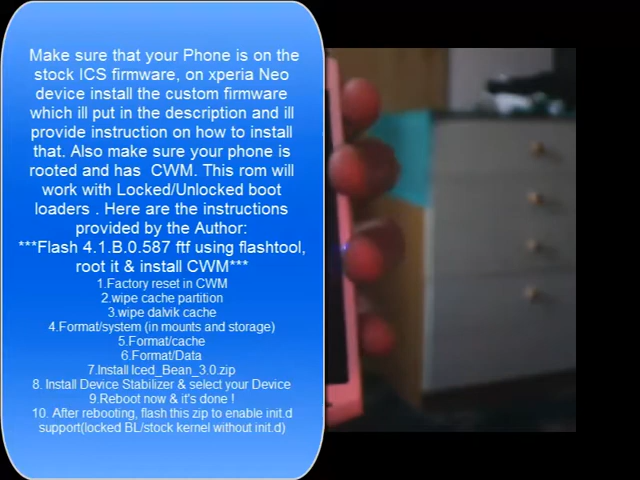 Make sure that your Phone is on the
stock ICS firmware, on xperia Neo
device install the custom firmware
which ill put in the description and ill
provide instruction on how to install
that. Also make sure your phone is
rooted and has  CWM. This rom will
work with Locked/Unlocked boot
loaders . Here are the instructions
provided by the Author:
***Flash 4.1.B.0.587 ftf using flashtool,
root it & install CWM***
1.Factory reset in CWM
2.wipe cache partition
3.wipe dalvik cache
4.Format/system (in mounts and storage)
5.Format/cache
6.Format/Data
7.Install Iced_Bean_3.0.zip
8. Install Device Stabilizer & select your Device
9.Reboot now & it's done !
10. After rebooting, flash this zip to enable init.d
support(locked BL/stock kernel without init.d)